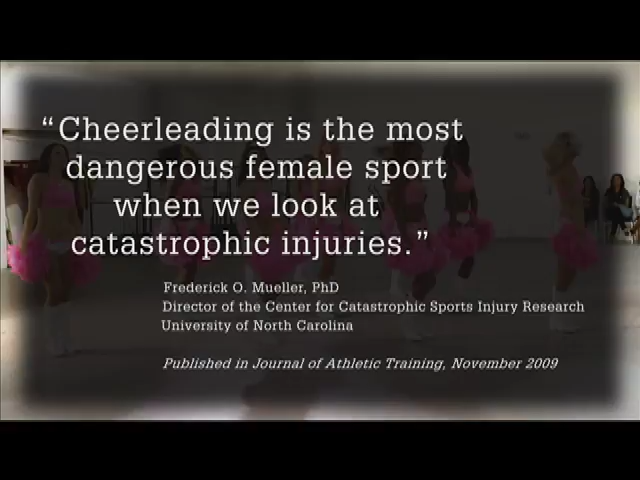 “Cheerleading is the most
dangerous female sport
when we look at
catastrophic injuries.”
Frederick O. Mueller, PhD
Director of the Center for Catastrophic Sports Injury Research
University of North Carolina
Published in Journal of Athletic Training, November 2009